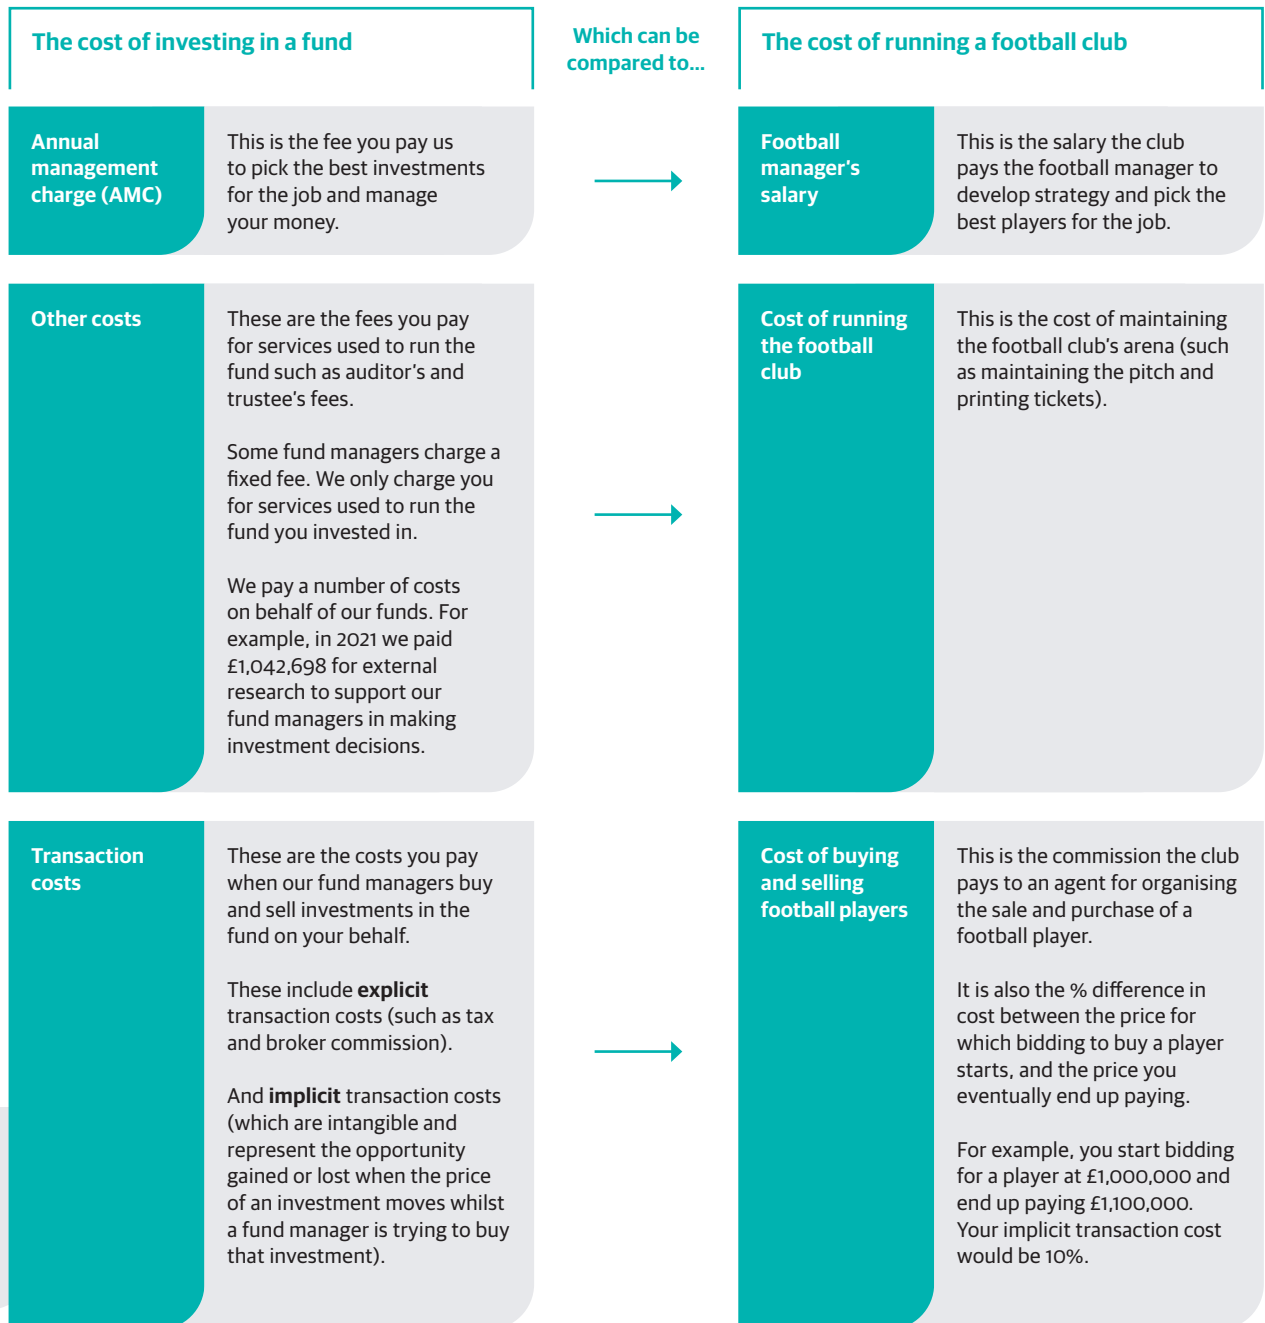 The cost of investing in a fund
Which can be
compared to...
The cost of running a football club
Annual
management
charge (AMC)
This is the fee you pay us
to pick the best investments
for the job and manage
your money.
Football
manager's
salary
This is the salary the club
pays the football manager to
develop strategy and pick the
best players for the job.
Other costs
These are the fees you pay
for services used to run the
fund such as auditor's and
trustee's fees.
Some fund managers charge a
fixed fee. We only charge you
for services used to run the
fund you invested in.
We pay a number of costs
on behalf of our funds. For
example, in 2021 we paid
£1,042,698 for external
research to support our
fund managers in making
investment decisions.
Cost of running
the football
club
This is the cost of maintaining
the football club's arena (such
as maintaining the pitch and
printing tickets).
Transaction
costs
These are the costs you pay
when our fund managers buy
and sell investments in the
fund on your behalf.
These include explicit
transaction costs (such as tax
and broker commission).
And implicit transaction costs
(which are intangible and
represent the opportunity
gained or lost when the price
of an investment moves whilst
a fund manager is trying to buy
that investment).
Cost of buying
and selling
football players
This is the commission the club
pays to an agent for organising
the sale and purchase of a
football player.
It is also the % difference in
cost between the price for
which bidding to buy a player
starts, and the price you
eventually end up paying.
For example, you start bidding
for a player at £1,000,000 and
end up paying £1,100,000.
Your implicit transaction cost
would be 10%.